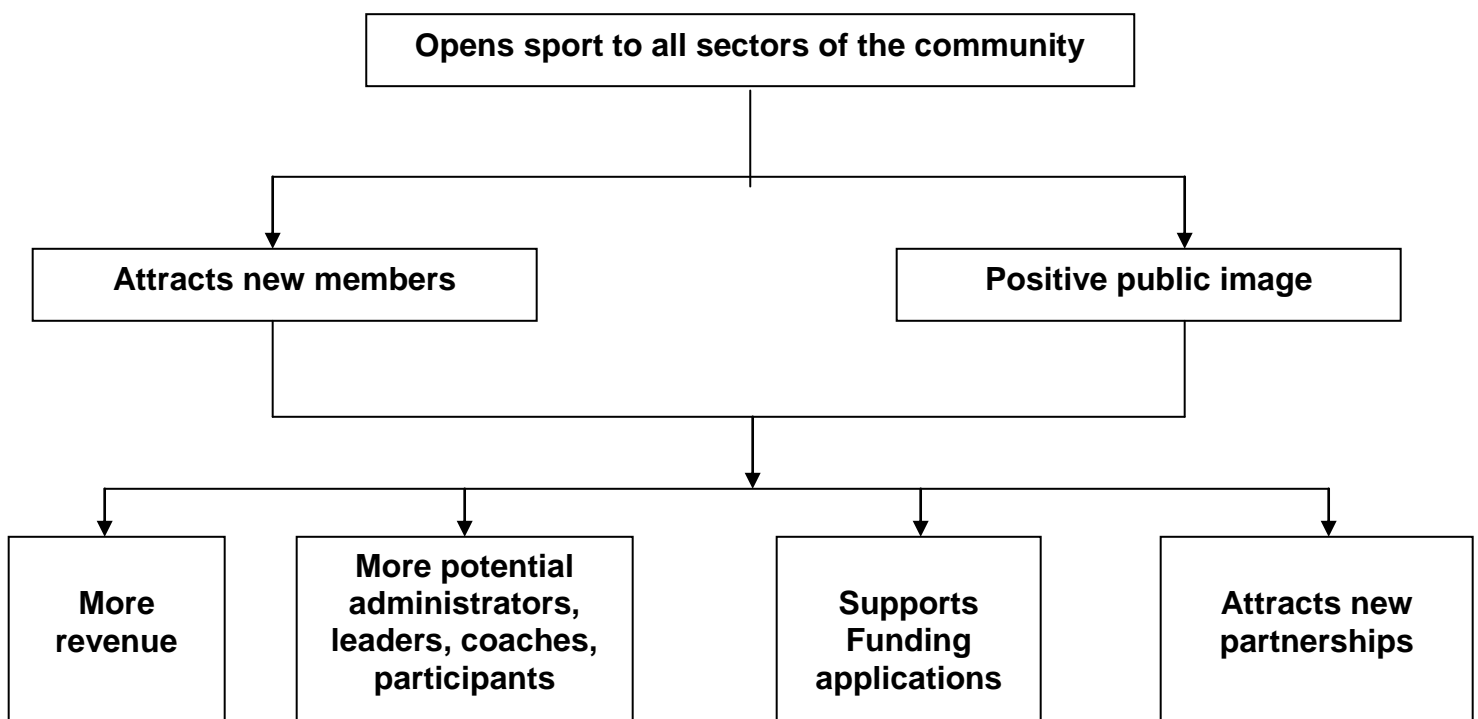 Opens sport to all sectors of the community
Attracts new members
Positive public image
More
revenue
More potential
administrators,
leaders, coaches,
participants
Supports
Funding
applications
Attracts new
partnerships